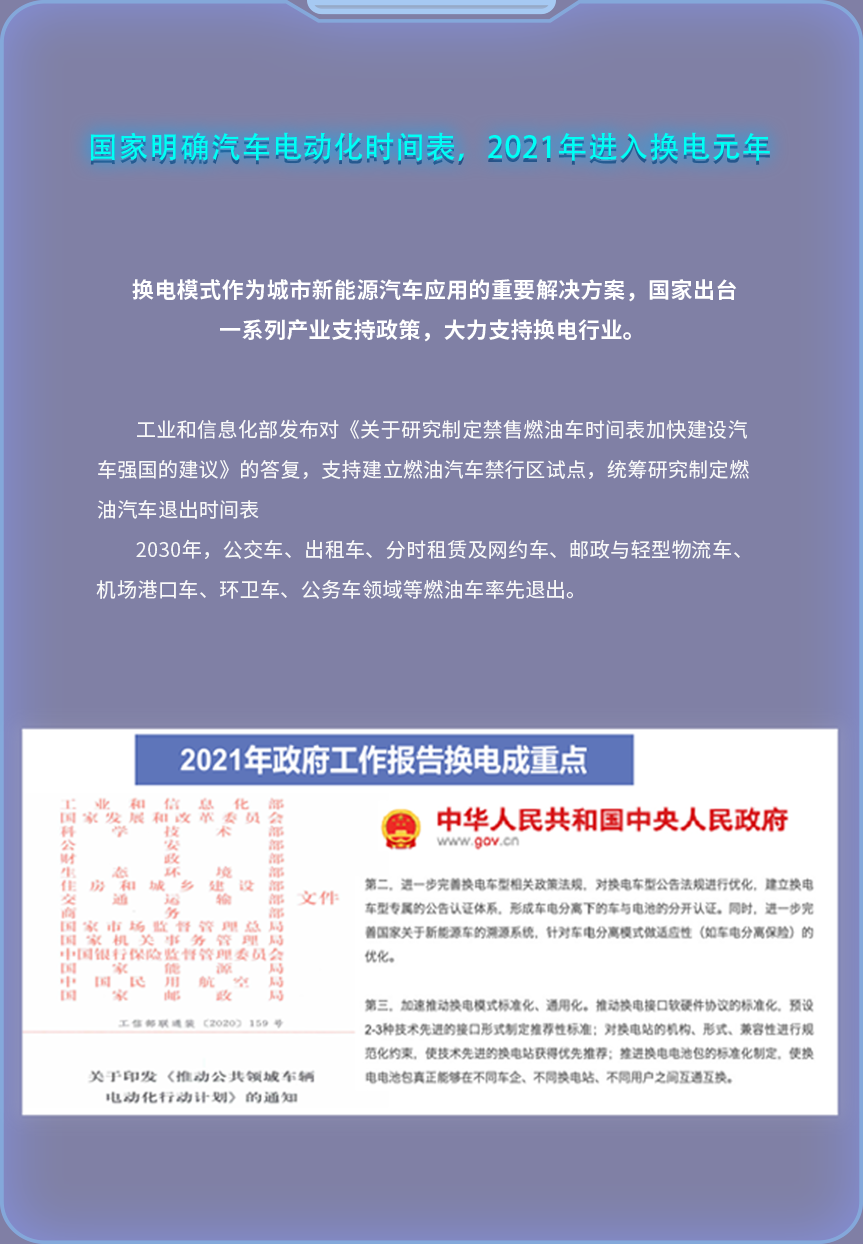 国家明确汽车电动化时间表，2021年进入换电元年
换电模式作为城市新能源汽车应用的重要解决方案，国家出台
一系列产业支持政策，大力支持换电行业。
工业和信息化部发布对《关于研究制定禁售燃油车时间表加快建设汽
车强国的建议》的答复，支持建立燃油汽车禁行区试点，统筹研究制定燃
油汽车退出时间表
2030年，公交车、出租车、分时租赁及网约车、邮政与轻型物流车、
机场港口车、环卫车、公务车领域等燃油车率先退出。
2021年政府工作报告换电成重点
工业和信息化部
国家发展和改革委员会
科学技术部
公安部
财政部
生态环境部
住房和城乡建设部
交通运输部
商务部
国家市场监督管理总局
国家机关事务管理局
中国银行保险监督管理委员会
国家能源局
中国民用航空局
国家邮政局
文件
工信部联通装〔2020〕159号
关于印发《推动公共领域车辆
电动化行动计划》的通知
中华人民共和国中央人民政府
www.gov.cn
第二，进一步完善换电车型相关政策法规，对换电车型公告法规进行优化，建立换电
车型专属的公告认证体系，形成车电分离下的车与电池的分开认证。同时，进一步完
善国家关于新能源车的溯源系统，针对车电分离模式做适应性（如车电分离保险）的
优化。
第三，加速推动换电模式标准化、通用化。推动换电接口软硬件协议的标准化，预设
2-3种技术先进的接口形式制定推荐性标准；对换电站的机构、形式、兼容性进行规
范化约束，使技术先进的换电站获得优先推荐；推进换电电池包的标准化制定，使换
电电池包真正能够在不同车企、不同换电站、不同用户之间互通互换。